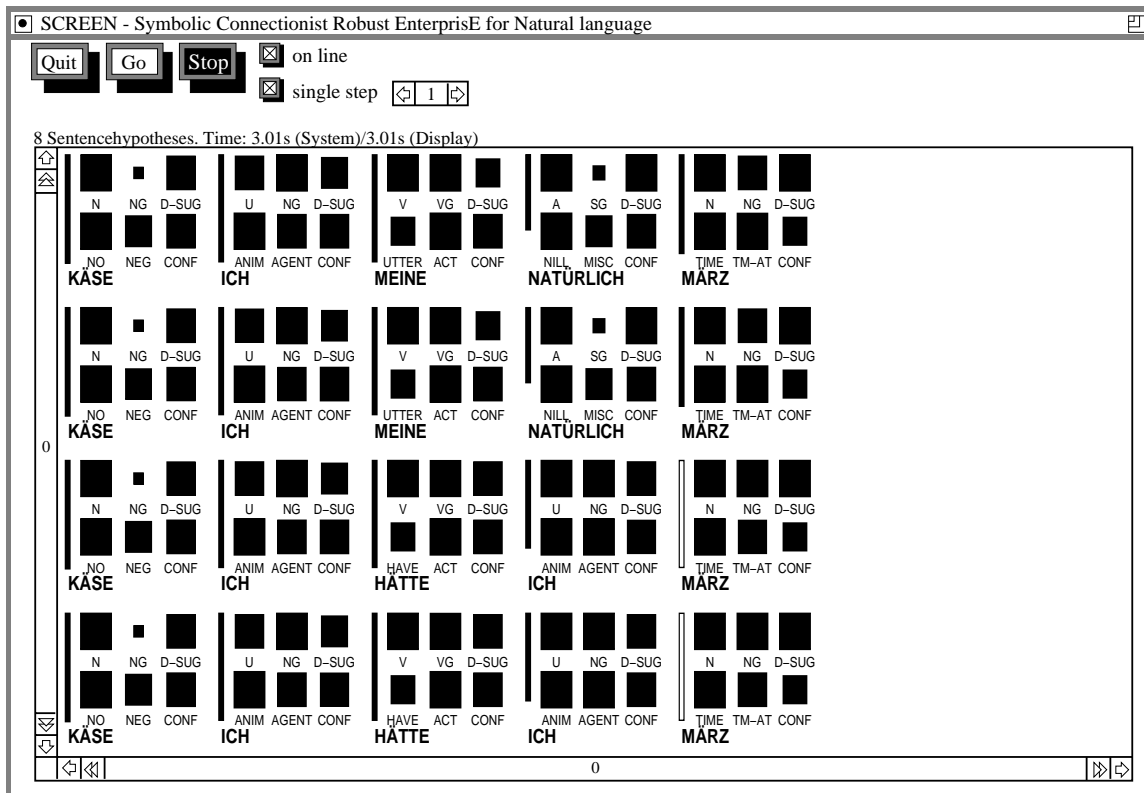 SCREEN - Symbolic Connectionist Robust EnterprisE for Natural language
Quit Go Stop on line
single step 1
8 Sentencehypotheses. Time: 3.01s (System)/3.01s (Display)
N NG D–SUG U NG D–SUG V VG D–SUG A SG D–SUG N NG D–SUG
NO NEG CONF ANIM AGENT CONF UTTER ACT CONF NILL MISC CONF TIME TM–AT CONF
KÄSE ICH MEINE NATÜRLICH MÄRZ
N NG D–SUG U NG D–SUG V VG D–SUG A SG D–SUG N NG D–SUG
NO NEG CONF ANIM AGENT CONF UTTER ACT CONF NILL MISC CONF TIME TM–AT CONF
KÄSE ICH MEINE NATÜRLICH MÄRZ
0
N NG D–SUG U NG D–SUG V VG D–SUG U NG D–SUG N NG D–SUG
NO NEG CONF ANIM AGENT CONF HAVE ACT CONF ANIM AGENT CONF TIME TM–AT CONF
KÄSE ICH HÄTTE ICH MÄRZ
N NG D–SUG U NG D–SUG V VG D–SUG U NG D–SUG N NG D–SUG
NO NEG CONF ANIM AGENT CONF HAVE ACT CONF ANIM AGENT CONF TIME TM–AT CONF
KÄSE ICH HÄTTE ICH MÄRZ
0